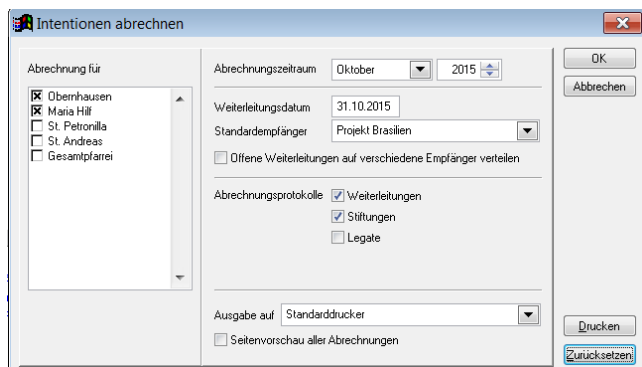 Intentionen abrechnen
Abrechnung für
Obernhausen
Maria Hilf
St. Petronilla
St. Andreas
Gesamtpfarrei
Abrechnungszeitraum Oktober 2015
Weiterleitungsdatum 31.10.2015
Standardempfänger Projekt Brasilien
Offene Weiterleitungen auf verschiedene Empfänger verteilen
Abrechnungsprotokolle Weiterleitungen
Stiftungen
Legate
Ausgabe auf Standarddrucker
Seitenvorschau aller Abrechnungen
OK
Abbrechen
Drucken
Zurücksetzen